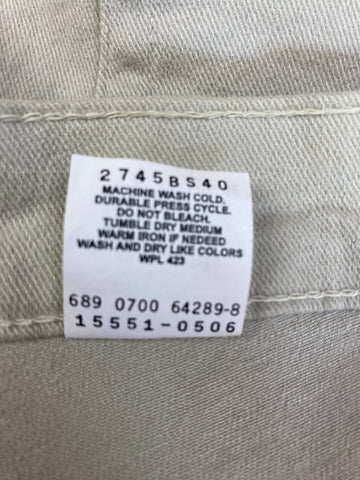 2745BS40
MACHINE WASH COLD.
DURABLE PRESS CYCLE.
DO NOT BLEACH.
TUMBLE DRY MEDIUM
WARM IRON IF NEDEED
WASH AND DRY LIKE COLORS
WPL 423
689 0700 64289-8
15551-0506